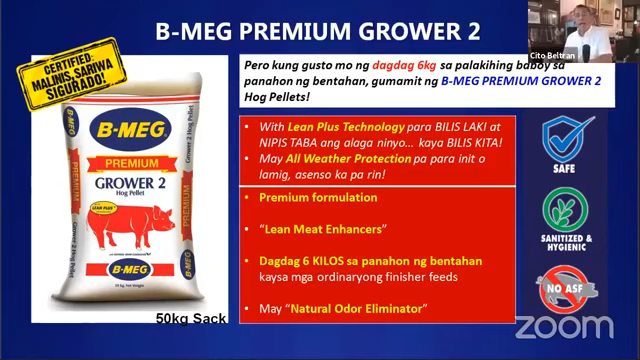 B-MEG PREMIUM GROWER 2
Cito Beltran
CERTIFIED:
MALINIS, SARIWA
SIGURADO!
Pero kung gusto mo ng dagdag 6kg sa palakihing baboy sa
panahon ng bentahan, gumamit ng B-MEG PREMIUM GROWER 2
Hog Pellets!
B-MEG
PREMIUM
GROWER 2
Hog Pellet
LEAN PLUS
B-MEG
50kg Sack
With Lean Plus Technology para BILIS LAKI at
NIPIS TABA ang alaga ninyo... kaya BILIS KITA!
May All Weather Protection pa para init o
lamig, asenso ka pa rin!
Premium formulation
"Lean Meat Enhancers"
Dagdag 6 KILOS sa panahon ng bentahan
kaysa mga ordinaryong finisher feeds
May "Natural Odor Eliminator"
SAFE
SANITIZED &
HYGIENIC
NO ASF
zoom